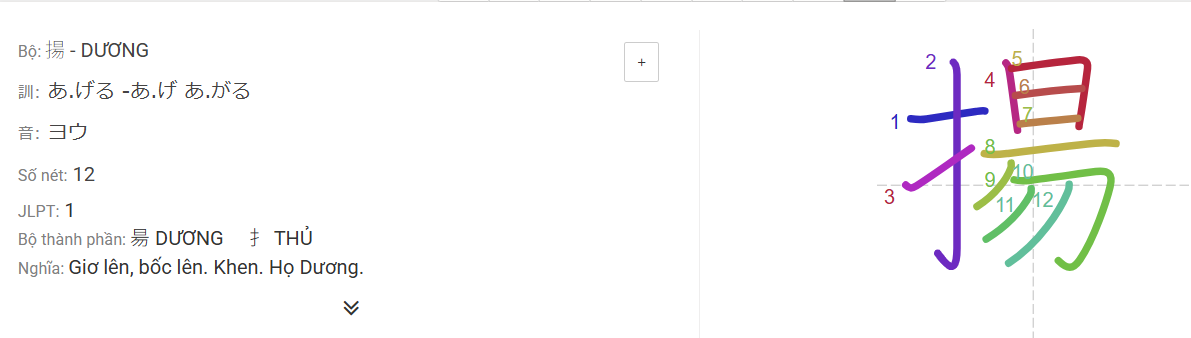 Bộ: 揚 - DƯƠNG
訓: あ.げる -あ.げ あ.がる
音: ヨウ
Số nét: 12
JLPT: 1
Bộ thành phần: 昜 DƯƠNG 扌 THỦ
Nghĩa: Giơ lên, bốc lên. Khen. Họ Dương.
+
揚
1
2
3
4
5
6
7
8
9
10
11
12